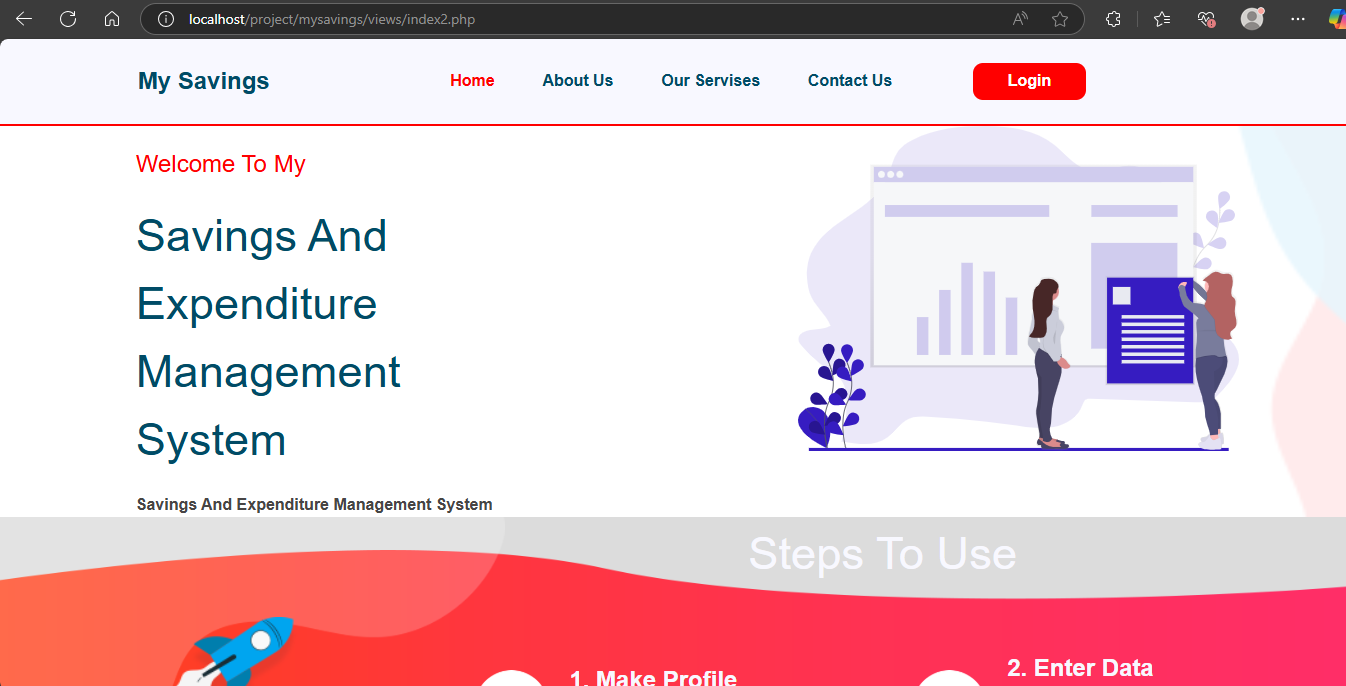 localhost/project/mysavings/views/index2.php
My Savings
Home
About Us
Our Servises
Contact Us
Login
Welcome To My
Savings And
Expenditure
Management
System
Savings And Expenditure Management System
Steps To Use
1. Make Profile
2. Enter Data